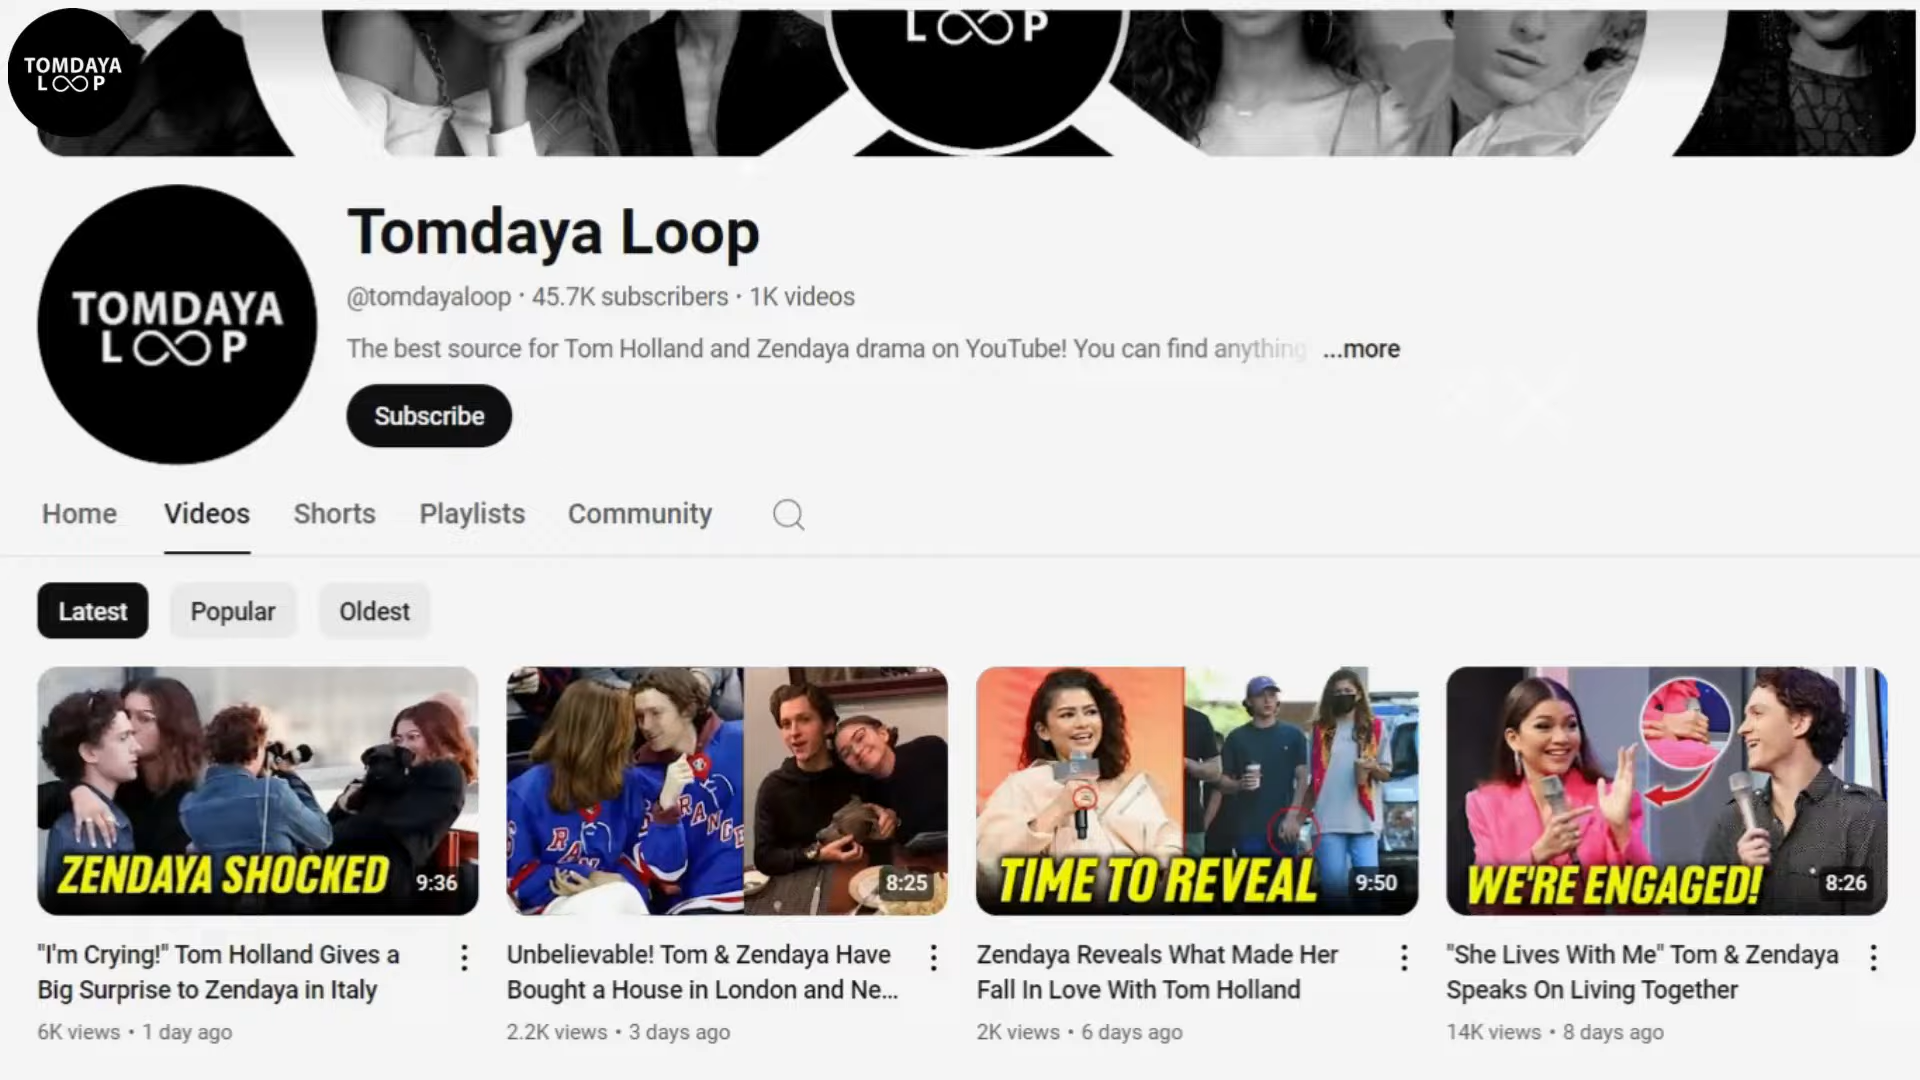 TOMDAYA
LOOP
LOOP
TOMDAYA
LOOP
Tomdaya Loop
@tomdayaloop · 45.7K subscribers · 1K videos
The best source for Tom Holland and Zendaya drama on YouTube! You can find anything ...more
Subscribe
Home Videos Shorts Playlists Community
Latest Popular Oldest
ZENDAYA SHOCKED 9:36
RANGE
8:25
TIME TO REVEAL 9:50
WE'RE ENGAGED! 8:26
"I'm Crying!" Tom Holland Gives a
Big Surprise to Zendaya in Italy
6K views · 1 day ago
Unbelievable! Tom & Zendaya Have
Bought a House in London and Ne...
2.2K views · 3 days ago
Zendaya Reveals What Made Her
Fall In Love With Tom Holland
2K views · 6 days ago
"She Lives With Me" Tom & Zendaya
Speaks On Living Together
14K views · 8 days ago